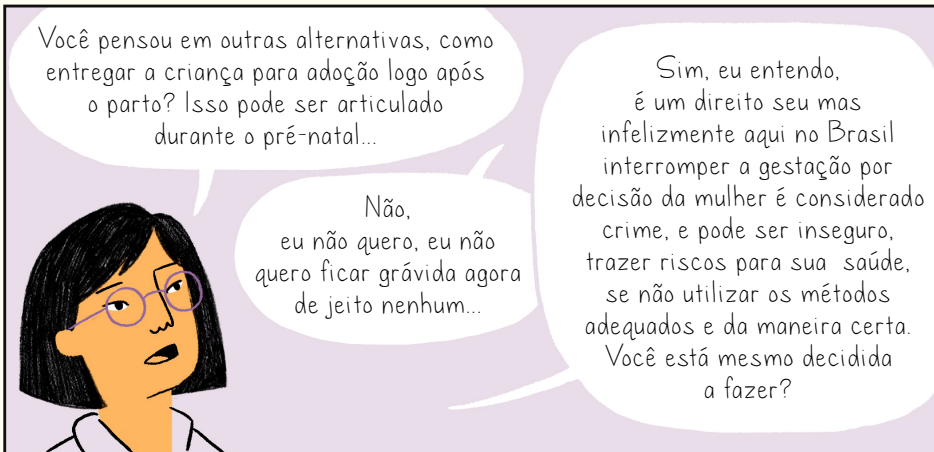 Você pensou em outras alternativas, como
entregar a criança para adoção logo após
o parto? Isso pode ser articulado
durante o pré-natal...
Não,
eu não quero, eu não
quero ficar grávida agora
de jeito nenhum...
Sim, eu entendo,
é um direito seu mas
infelizmente aqui no Brasil
interromper a gestação por
decisão da mulher é considerado
crime, e pode ser inseguro,
trazer riscos para sua saúde,
se não utilizar os métodos
adequados e da maneira certa.
Você está mesmo decidida
a fazer?